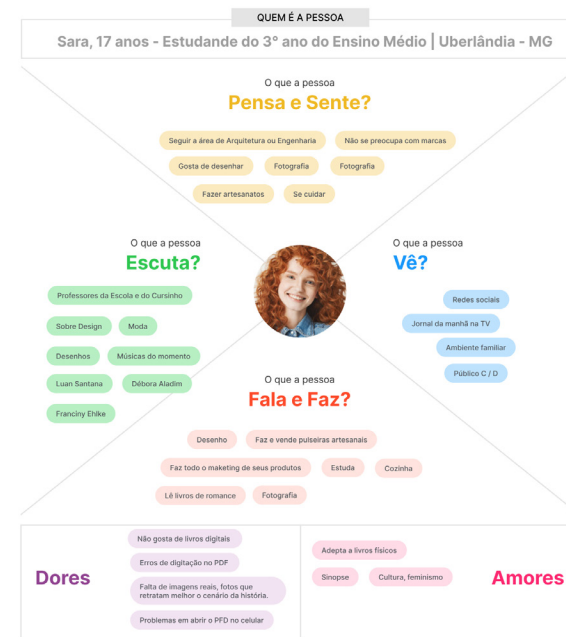 QUEM É A PESSOA
Sara, 17 anos - Estudande do 3° ano do Ensino Médio | Uberlândia - MG
O que a pessoa
Pensa e Sente?
Seguir a área de Arquitetura ou Engenharia
Não se preocupa com marcas
Gosta de desenhar
Fotografia
Fotografia
Fazer artesanatos
Se cuidar
O que a pessoa
Escuta?
Professores da Escola e do Cursinho
Sobre Design
Moda
Desenhos
Músicas do momento
Luan Santana
Débora Aladim
Franciny Ehlke
O que a pessoa
Vê?
Redes sociais
Jornal da manhã na TV
Ambiente familiar
Público C / D
O que a pessoa
Fala e Faz?
Desenho
Faz e vende pulseiras artesanais
Faz todo o maketing de seus produtos
Estuda
Cozinha
Lê livros de romance
Fotografia
Dores
Não gosta de livros digitais
Erros de digitação no PDF
Falta de imagens reais, fotos que
retratam melhor o cenário da história.
Problemas em abrir o PFD no celular
Adepta a livros físicos
Sinopse
Cultura, feminismo
Amores